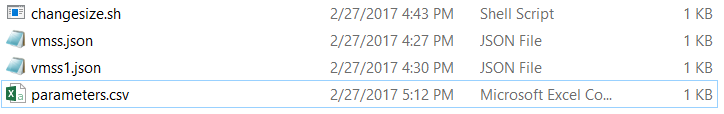 changesize.sh 2/27/2017 4:43 PM Shell Script 1 KB
vmss.json 2/27/2017 4:27 PM JSON File 1 KB
vmss1.json 2/27/2017 4:30 PM JSON File 1 KB
parameters.csv 2/27/2017 5:12 PM Microsoft Excel Co... 1 KB